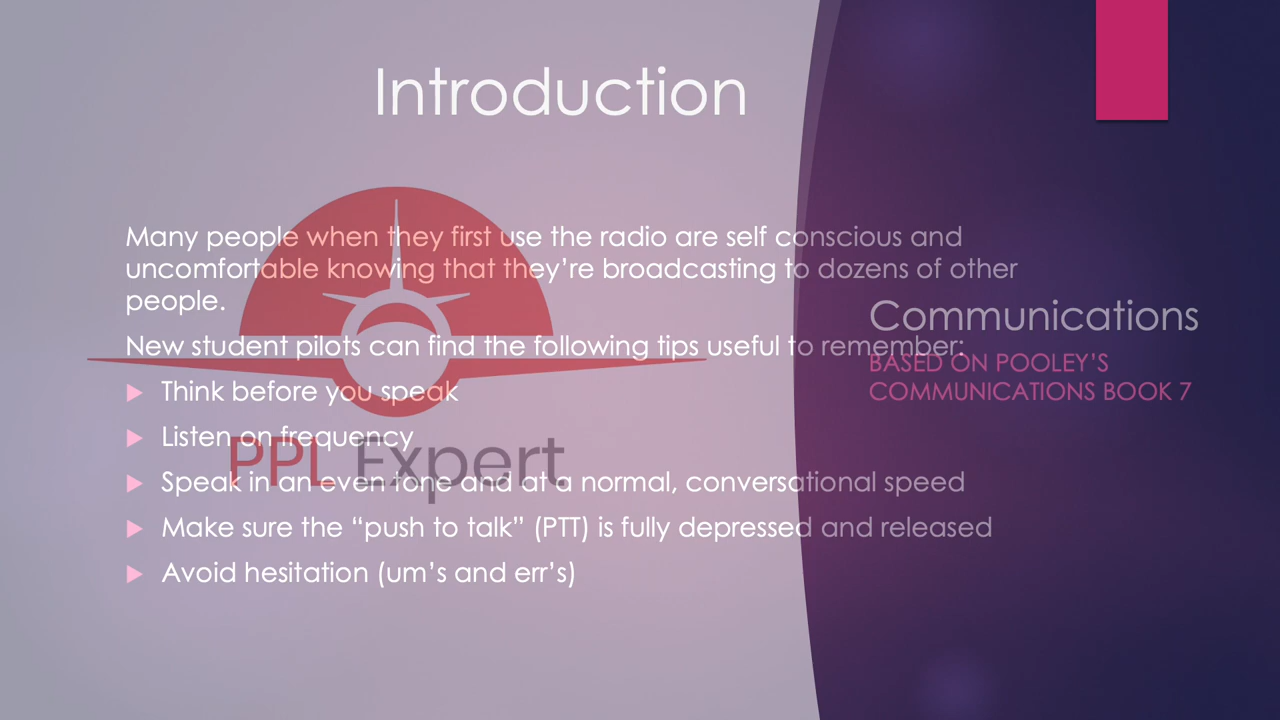 Introduction
Many people when they first use the radio are self conscious and
uncomfortable knowing that they’re broadcasting to dozens of other
people.
New student pilots can find the following tips useful to remember:
Think before you speak
Listen on frequency
Speak in an even tone and at a normal, conversational speed
Make sure the “push to talk” (PTT) is fully depressed and released
Avoid hesitation (um’s and err’s)
PPL Expert
Communications
BASED ON POOLEY’S
COMMUNICATIONS BOOK 7